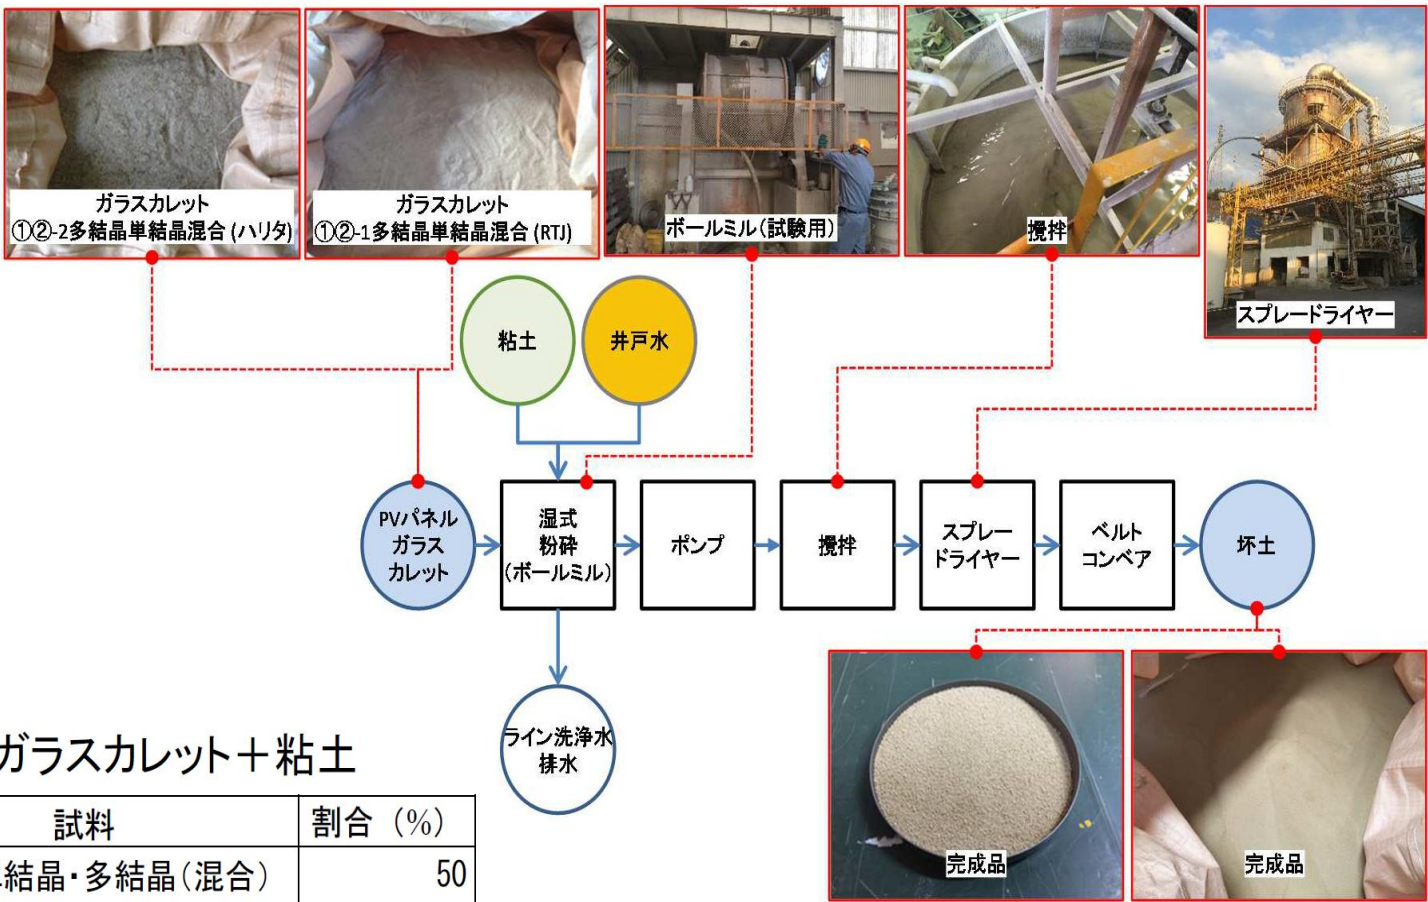 ガラスカレット
①②-2多結晶単結晶混合(ハリタ)
ガラスカレット
①②-1多結晶単結晶混合(RTJ)
ボールミル(試験用)
攪拌
スプレードライヤー
粘土
井戸水
PVパネル
ガラス
カレット
湿式
粉砕
(ボールミル)
ポンプ
攪拌
スプレー
ドライヤー
ベルト
コンベア
坏土
ライン洗浄水
排水
完成品
完成品
ガラスカレット＋粘土
試料
割合（%）
結晶・多結晶（混合）
50